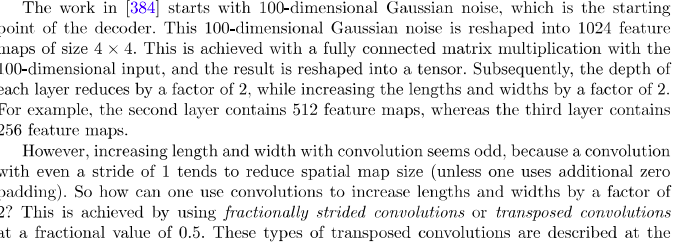 The work in [384] starts with 100-dimensional Gaussian noise, which is the starting
point of the decoder. This 100-dimensional Gaussian noise is reshaped into 1024 feature
maps of size 4 × 4. This is achieved with a fully connected matrix multiplication with the
100-dimensional input, and the result is reshaped into a tensor. Subsequently, the depth of
each layer reduces by a factor of 2, while increasing the lengths and widths by a factor of 2.
For example, the second layer contains 512 feature maps, whereas the third layer contains
256 feature maps.
However, increasing length and width with convolution seems odd, because a convolution
with even a stride of 1 tends to reduce spatial map size (unless one uses additional zero
padding). So how can one use convolutions to increase lengths and widths by a factor of
2? This is achieved by using fractionally strided convolutions or transposed convolutions
at a fractional value of 0.5. These types of transposed convolutions are described at the